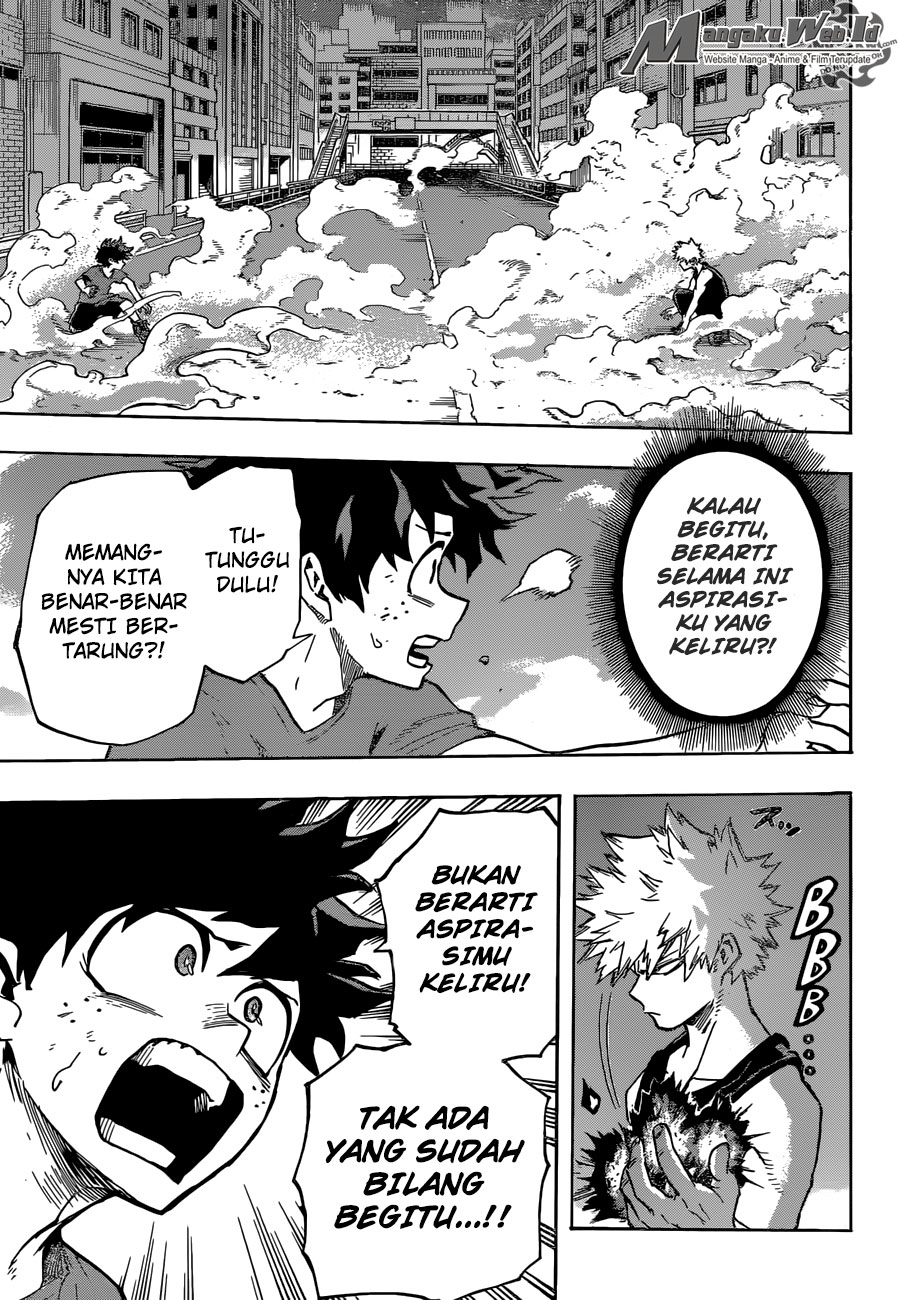 Mangaku.Web.Id
Website Manga - Anime & Film Terupdate
KALAU
BEGITU,
BERARTI
SELAMA INI
ASPIRASI-
KU YANG
KELIRU?!
TU-
TUNGGU
DULU!
MEMANG-
NYA KITA
BENAR-BENAR
MESTI BER-
TARUNG?!
スッ
BBB...
BUKAN
BERARTI
ASPIRA-
SIMU
KELIRU!
TAK ADA
YANG SUDAH
BILANG
BEGITU...!!